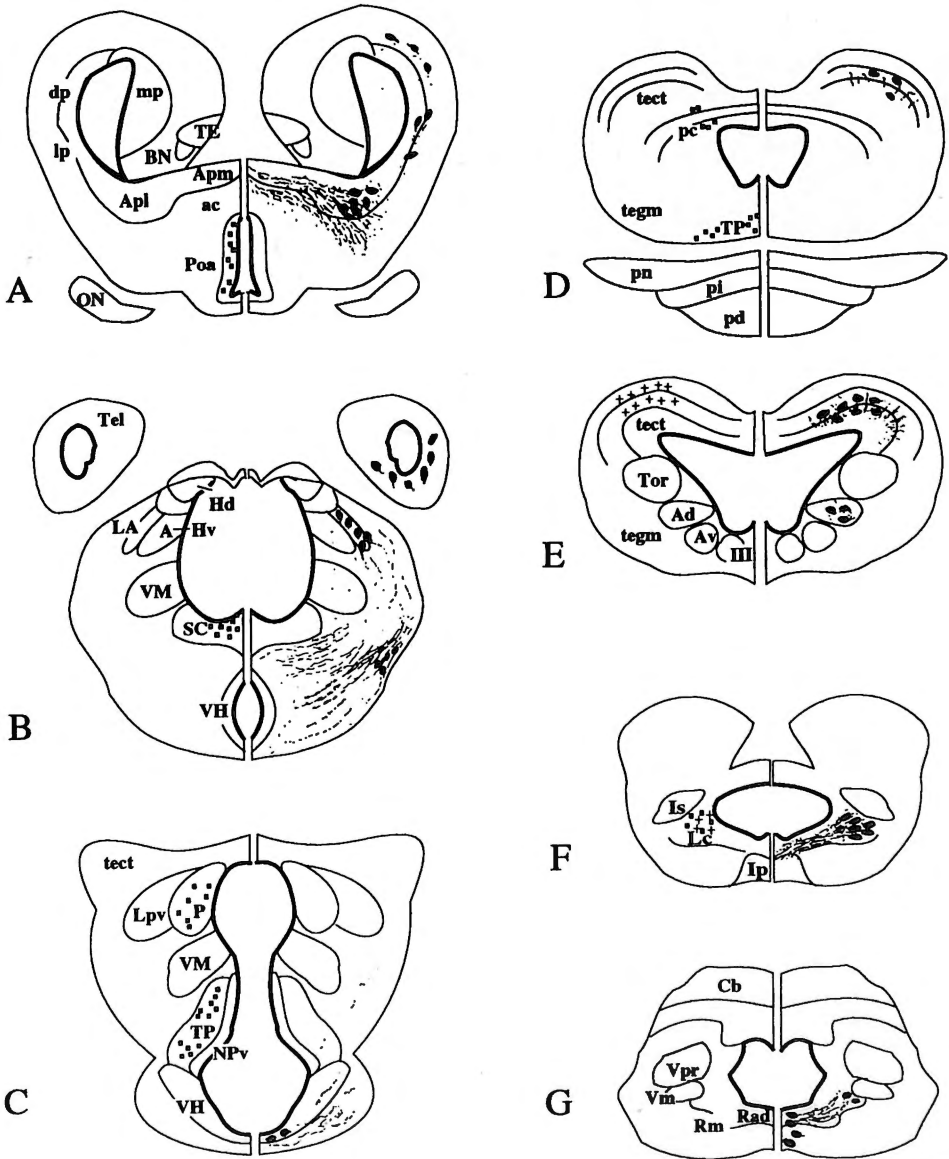 dp
mp
TE
lp
BN
Apm
Apl
ac
Poa
ON
A
Tel
Hd
LA
A
Hv
VM
SC
VH
B
tect
Lpv
P
VM
TP
NPv
VH
C
tect
pc
tegm
TP
pn
pi
pd
D
tect
Tor
Ad
tegm
Av
III
E
Is
Lc
Ip
F
Cb
Vpr
Vm
Rm
Rad
G